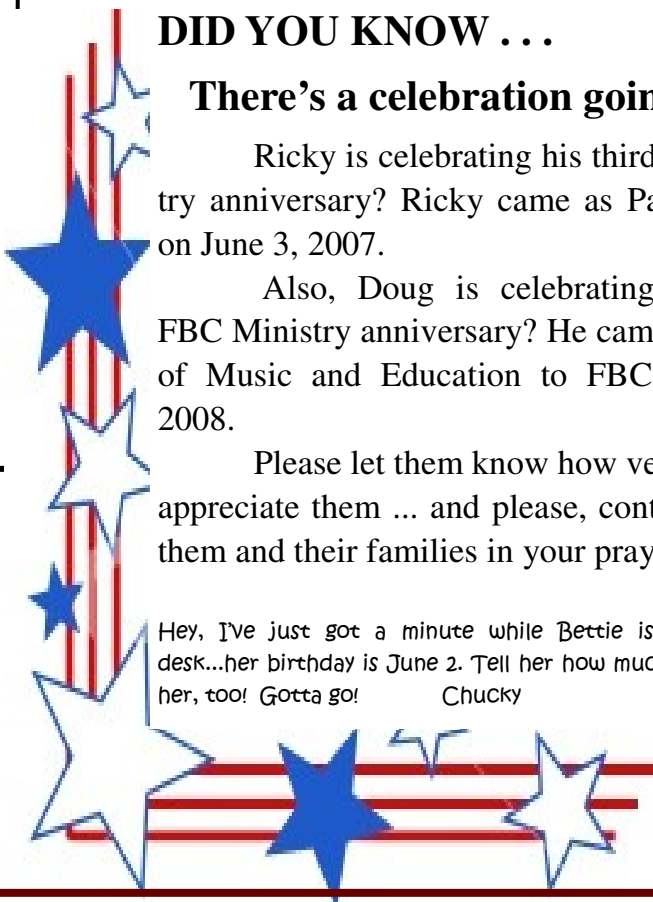 DID YOU KNOW . . .
There's a celebration goin
Ricky is celebrating his third
try anniversary? Ricky came as Pa
on June 3, 2007.
Also, Doug is celebrating
FBC Ministry anniversary? He cam
of Music and Education to FBC
2008.
Please let them know how ve
appreciate them ... and please, cont
them and their families in your pray
Hey, I've just got a minute while Bettie is
desk...her birthday is June 2. Tell her how muc
her, too! Gotta go! Chucky